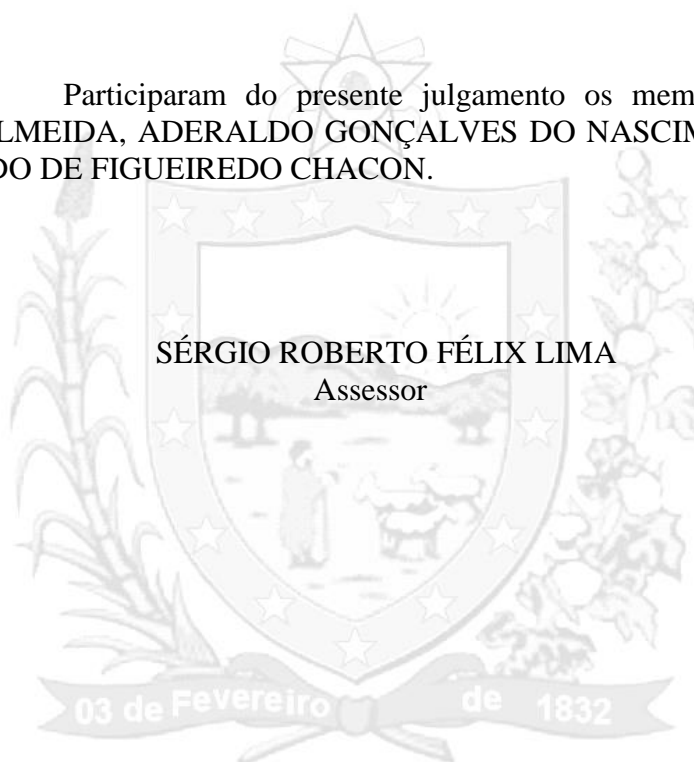 Participaram do presente julgamento os mem
LMEIDA, ADERALDO GONÇALVES DO NASCIM
DO DE FIGUEIREDO CHACON.
SÉRGIO ROBERTO FÉLIX LIMA
Assessor
03 de Fevereiro de 1832